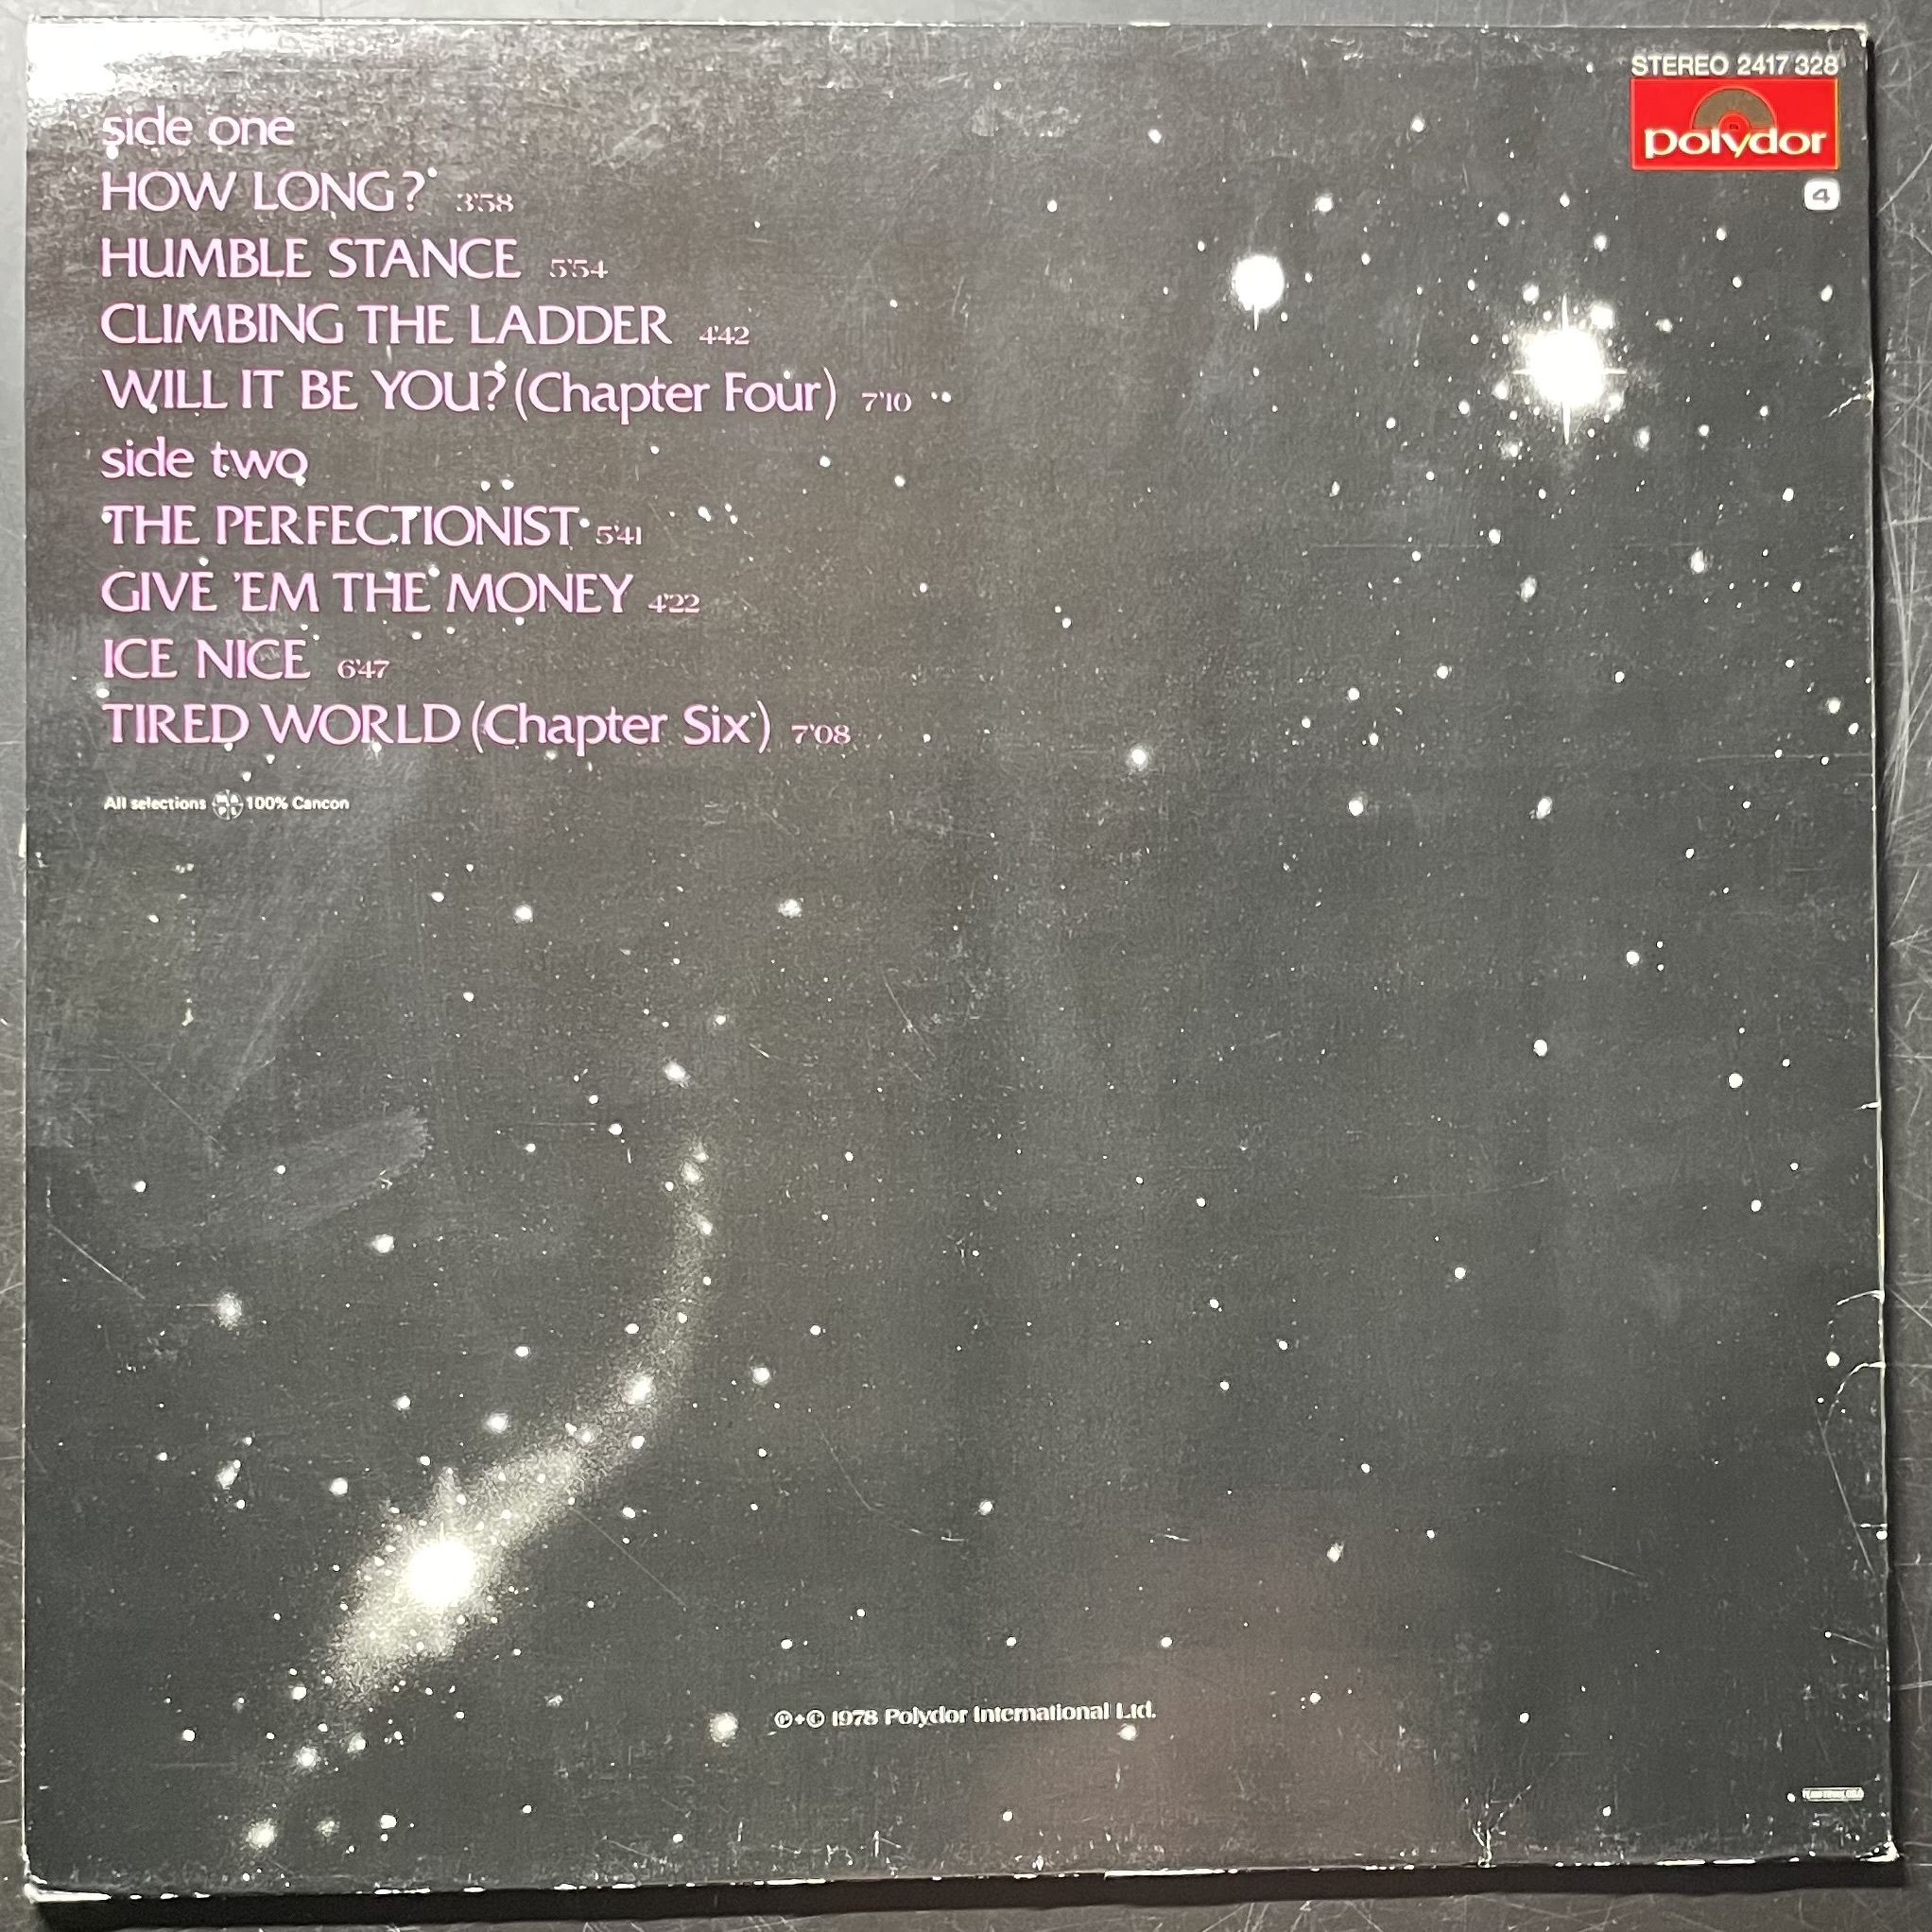 STEREO 2417 328
polydor
4
side one
HOW LONG? 3'58
HUMBLE STANCE 5'54
CLIMBING THE LADDER 4'42
WILL IT BE YOU? (Chapter Four) 7'10
side two
THE PERFECTIONIST 5'41
GIVE 'EM THE MONEY 4'22
ICE NICE 6'47
TIRED WORLD (Chapter Six) 7'08
All selections MAPL 100% Cancon
℗+© 1978 Polydor International Ltd.